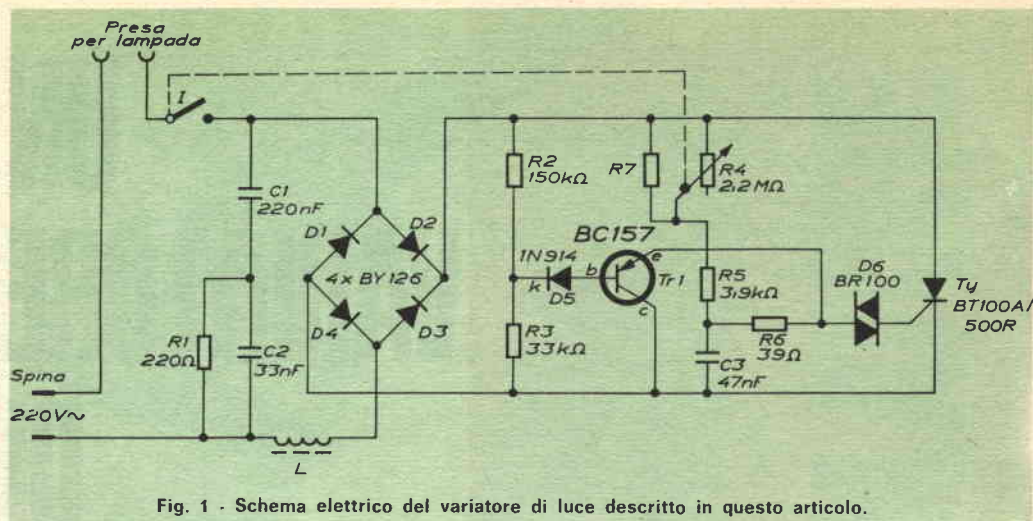 Presa
per lampada
I
C1
220nF
D1
D2
4x BY 126
D4
D3
R1
220Ω
C2
33nF
Spina
220V~
L
R2
150kΩ
R7
R4
2,2MΩ
BC157
1N914
b
e
k
D5
Tr1
c
R5
3,9kΩ
D6
BR100
Ty
BT100A/
500R
R3
33kΩ
R6
39Ω
C3
47nF
Fig. 1 - Schema elettrico del variatore di luce descritto in questo articolo.